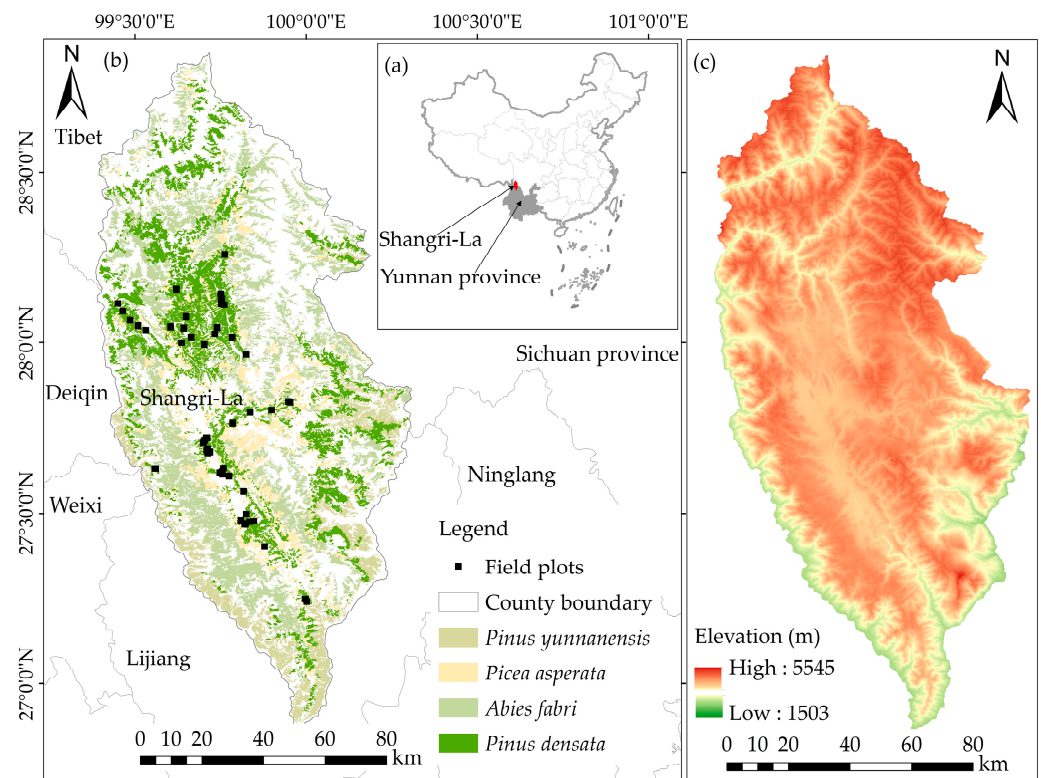 99°30'0"E
100°0'0"E
100°30'0"E
101°0'0"E
(b)
(a)
(c)
N
N
Tibet
28°30'0"N
Shangri-La
Yunnan province
28°0'0"N
Sichuan province
Deiqin
Shangri-La
Ninglang
Weixi
27°30'0"N
Legend
Field plots
County boundary
Pinus yunnanensis
Picea asperata
Abies fabri
Pinus densata
Lijiang
27°0'0"N
Elevation (m)
High : 5545
Low : 1503
0 10 20 40 60 80
km
0 10 20 40 60 80
km